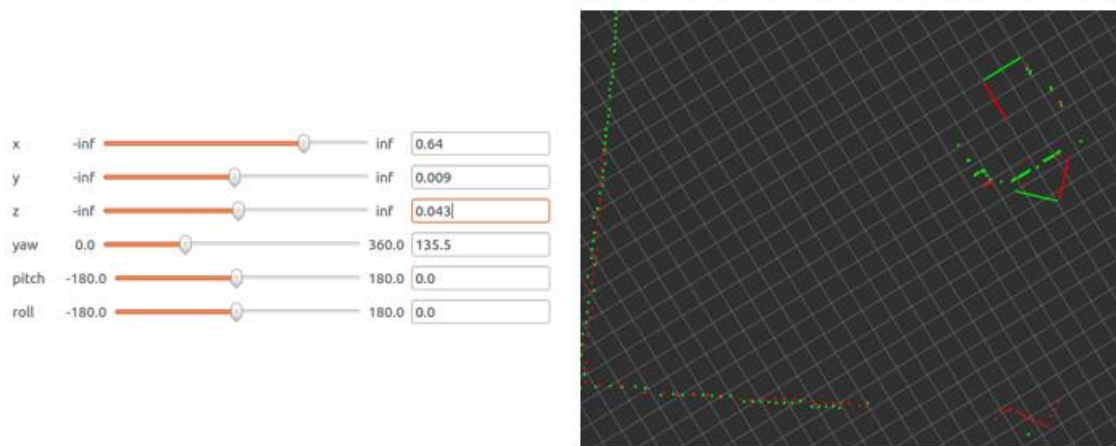 x -inf inf 0.64
y -inf inf 0.009
z -inf inf 0.043
yaw 0.0 360.0 135.5
pitch -180.0 180.0 0.0
roll -180.0 180.0 0.0